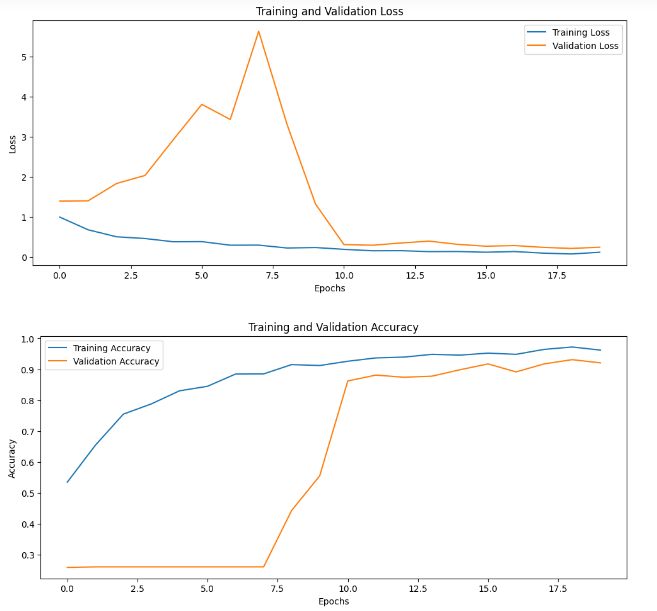 Training and Validation Loss
Training Loss
Validation Loss
5
4
3
2
1
0
Loss
0.0 2.5 5.0 7.5 10.0 12.5 15.0 17.5
Epochs
Training and Validation Accuracy
Training Accuracy
Validation Accuracy
1.0
0.9
0.8
0.7
0.6
0.5
0.4
0.3
Accuracy
0.0 2.5 5.0 7.5 10.0 12.5 15.0 17.5
Epochs